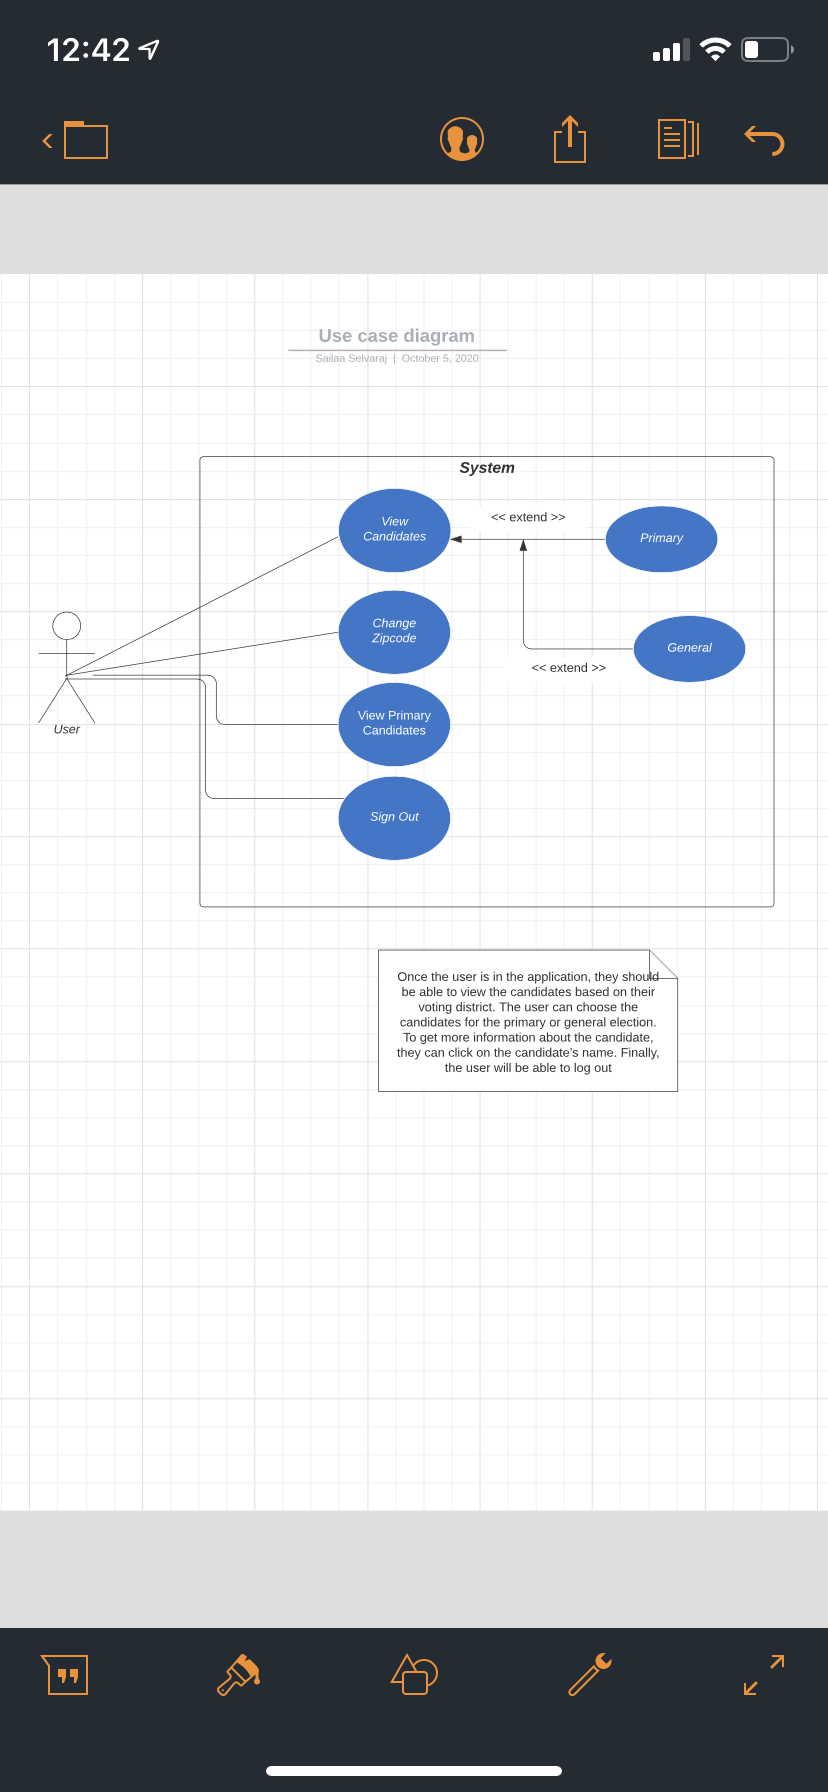 12:42
Use case diagram
Sailaa Selvaraj | October 5, 2020
System
View
Candidates
<< extend >>
Primary
Change
Zipcode
General
<< extend >>
View Primary
Candidates
User
Sign Out
Once the user is in the application, they should
be able to view the candidates based on their
voting district. The user can choose the
candidates for the primary or general election.
To get more information about the candidate,
they can click on the candidate's name. Finally,
the user will be able to log out